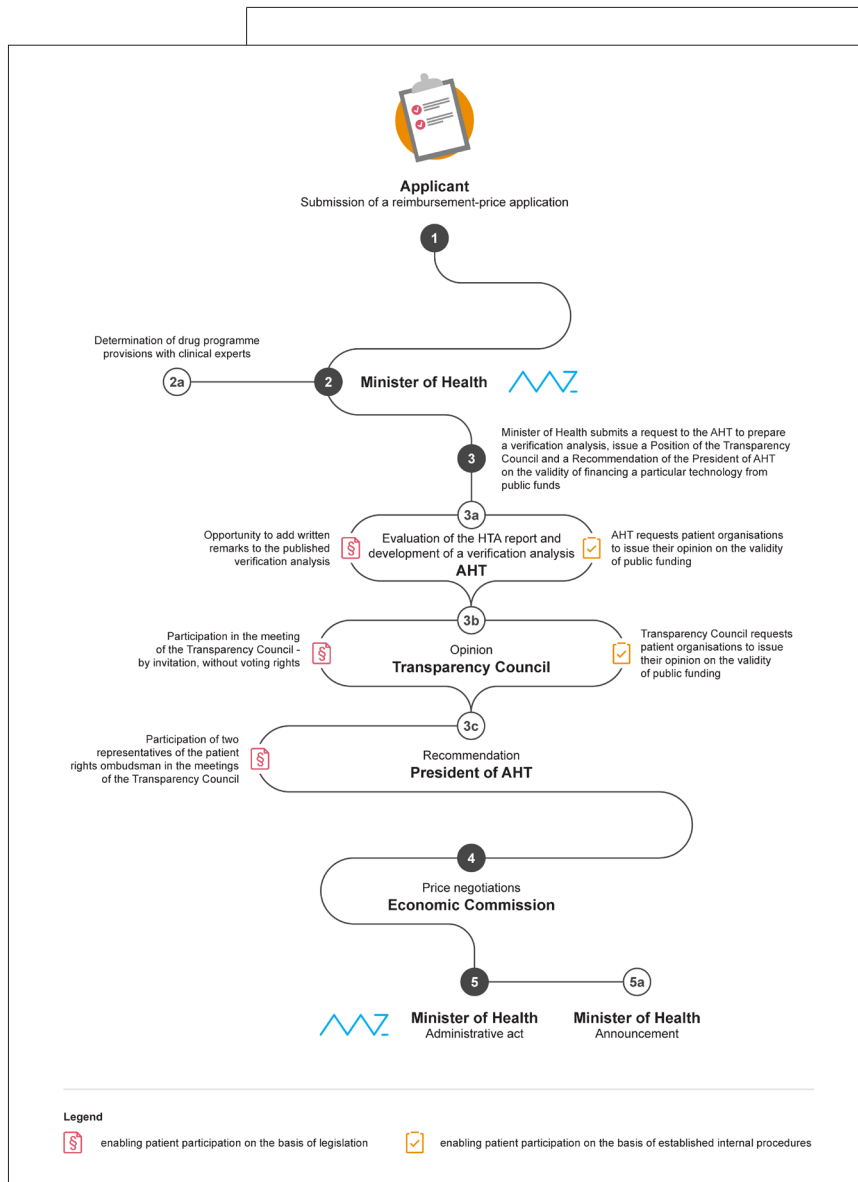 Applicant
Submission of a reimbursement-price application
1
Determination of drug programme
provisions with clinical experts
2a
2
Minister of Health
3
Minister of Health submits a request to the AHT to prepare
a verification analysis, issue a Position of the Transparency
Council and a Recommendation of the President of AHT
on the validity of financing a particular technology from
public funds
3a
Opportunity to add written
remarks to the published
verification analysis
§
Evaluation of the HTA report and
development of a verification analysis
AHT
AHT requests patient organisations
to issue their opinion on the validity
of public funding
3b
Participation in the meeting
of the Transparency Council -
by invitation, without voting rights
§
Opinion
Transparency Council
Transparency Council requests
patient organisations to issue
their opinion on the validity
of public funding
3c
Participation of two
representatives of the patient
rights ombudsman in the meetings
of the Transparency Council
§
Recommendation
President of AHT
4
Price negotiations
Economic Commission
5
5a
Minister of Health
Administrative act
Minister of Health
Announcement
Legend
§
enabling patient participation on the basis of legislation
enabling patient participation on the basis of established internal procedures